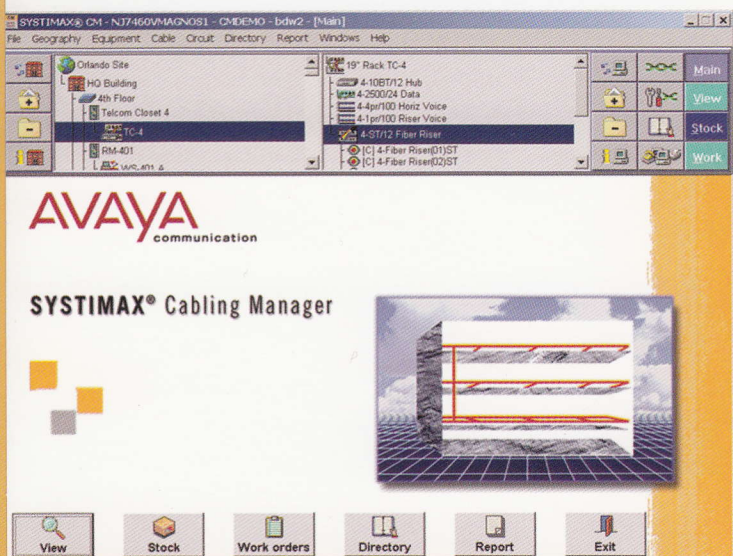 SYSTIMAX® CM - NJ7460VMAGNOS1 - CMDEMO - bdw2 - [Main]
File Geography Equipment Cable Circuit Directory Report Windows Help
Orlando Site
HQ Building
4th Floor
Telcom Closet 4
TC-4
RM-401
WS-401 A
19" Rack TC-4
4-10BT/12 Hub
4-2600/24 Data
4-4pr/100 Horiz Voice
4-1pr/100 Riser Voice
4-ST/12 Fiber Riser
[C] 4-Fiber Riser(01)ST
[C] 4-Fiber Riser(02)ST
Main
View
Stock
Work
AVAYA
communication
SYSTIMAX® Cabling Manager
View
Stock
Work orders
Directory
Report
Exit